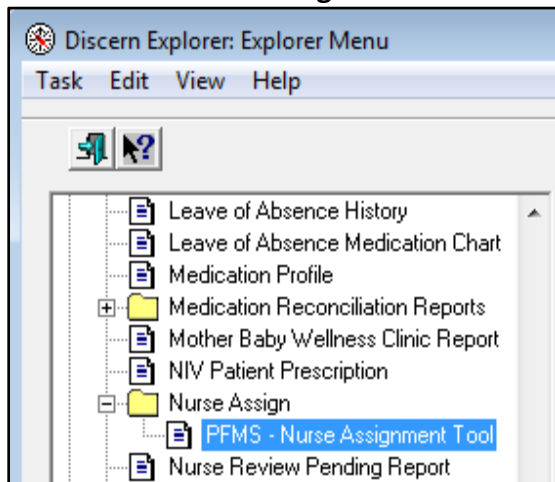 Discern Explorer: Explorer Menu
Task Edit View Help
Leave of Absence History
Leave of Absence Medication Chart
Medication Profile
Medication Reconciliation Reports
Mother Baby Wellness Clinic Report
NIV Patient Prescription
Nurse Assign
PFMS - Nurse Assignment Tool
Nurse Review Pending Report